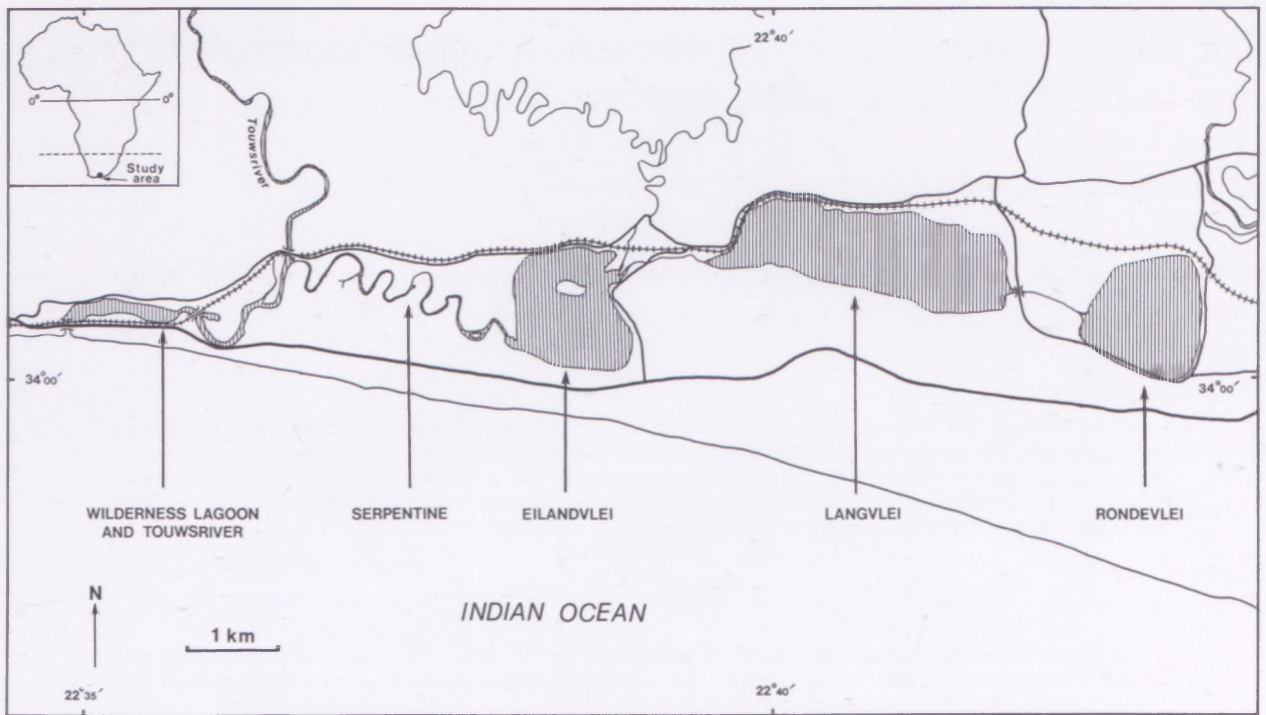 22°40′
0°
0°
Study
area
Touwsriver
34°00′
34°00′
WILDERNESS LAGOON
AND TOUWSRIVER
SERPENTINE
EILANDVLEI
LANGVLEI
RONDEVLEI
N
1 km
INDIAN OCEAN
22°35′
22°40′